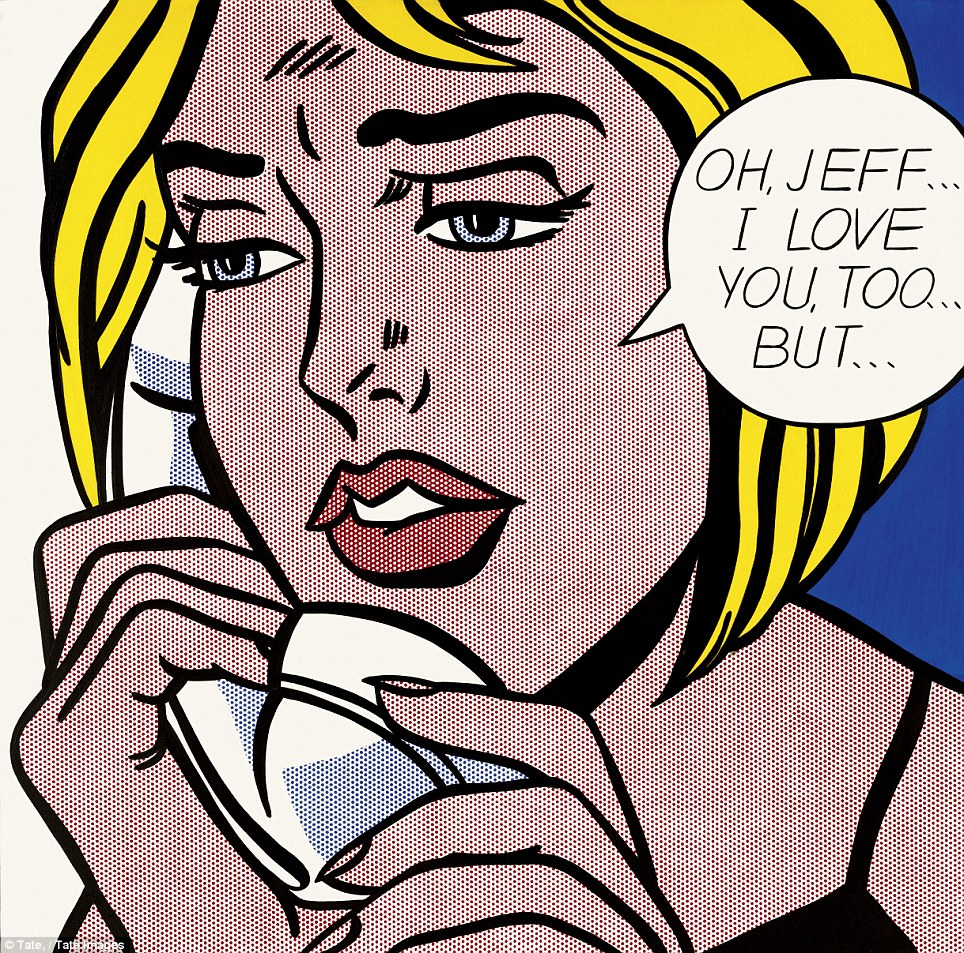 OH, JEFF...
I LOVE
YOU, TOO...
BUT...
© Tate, / Tate Images